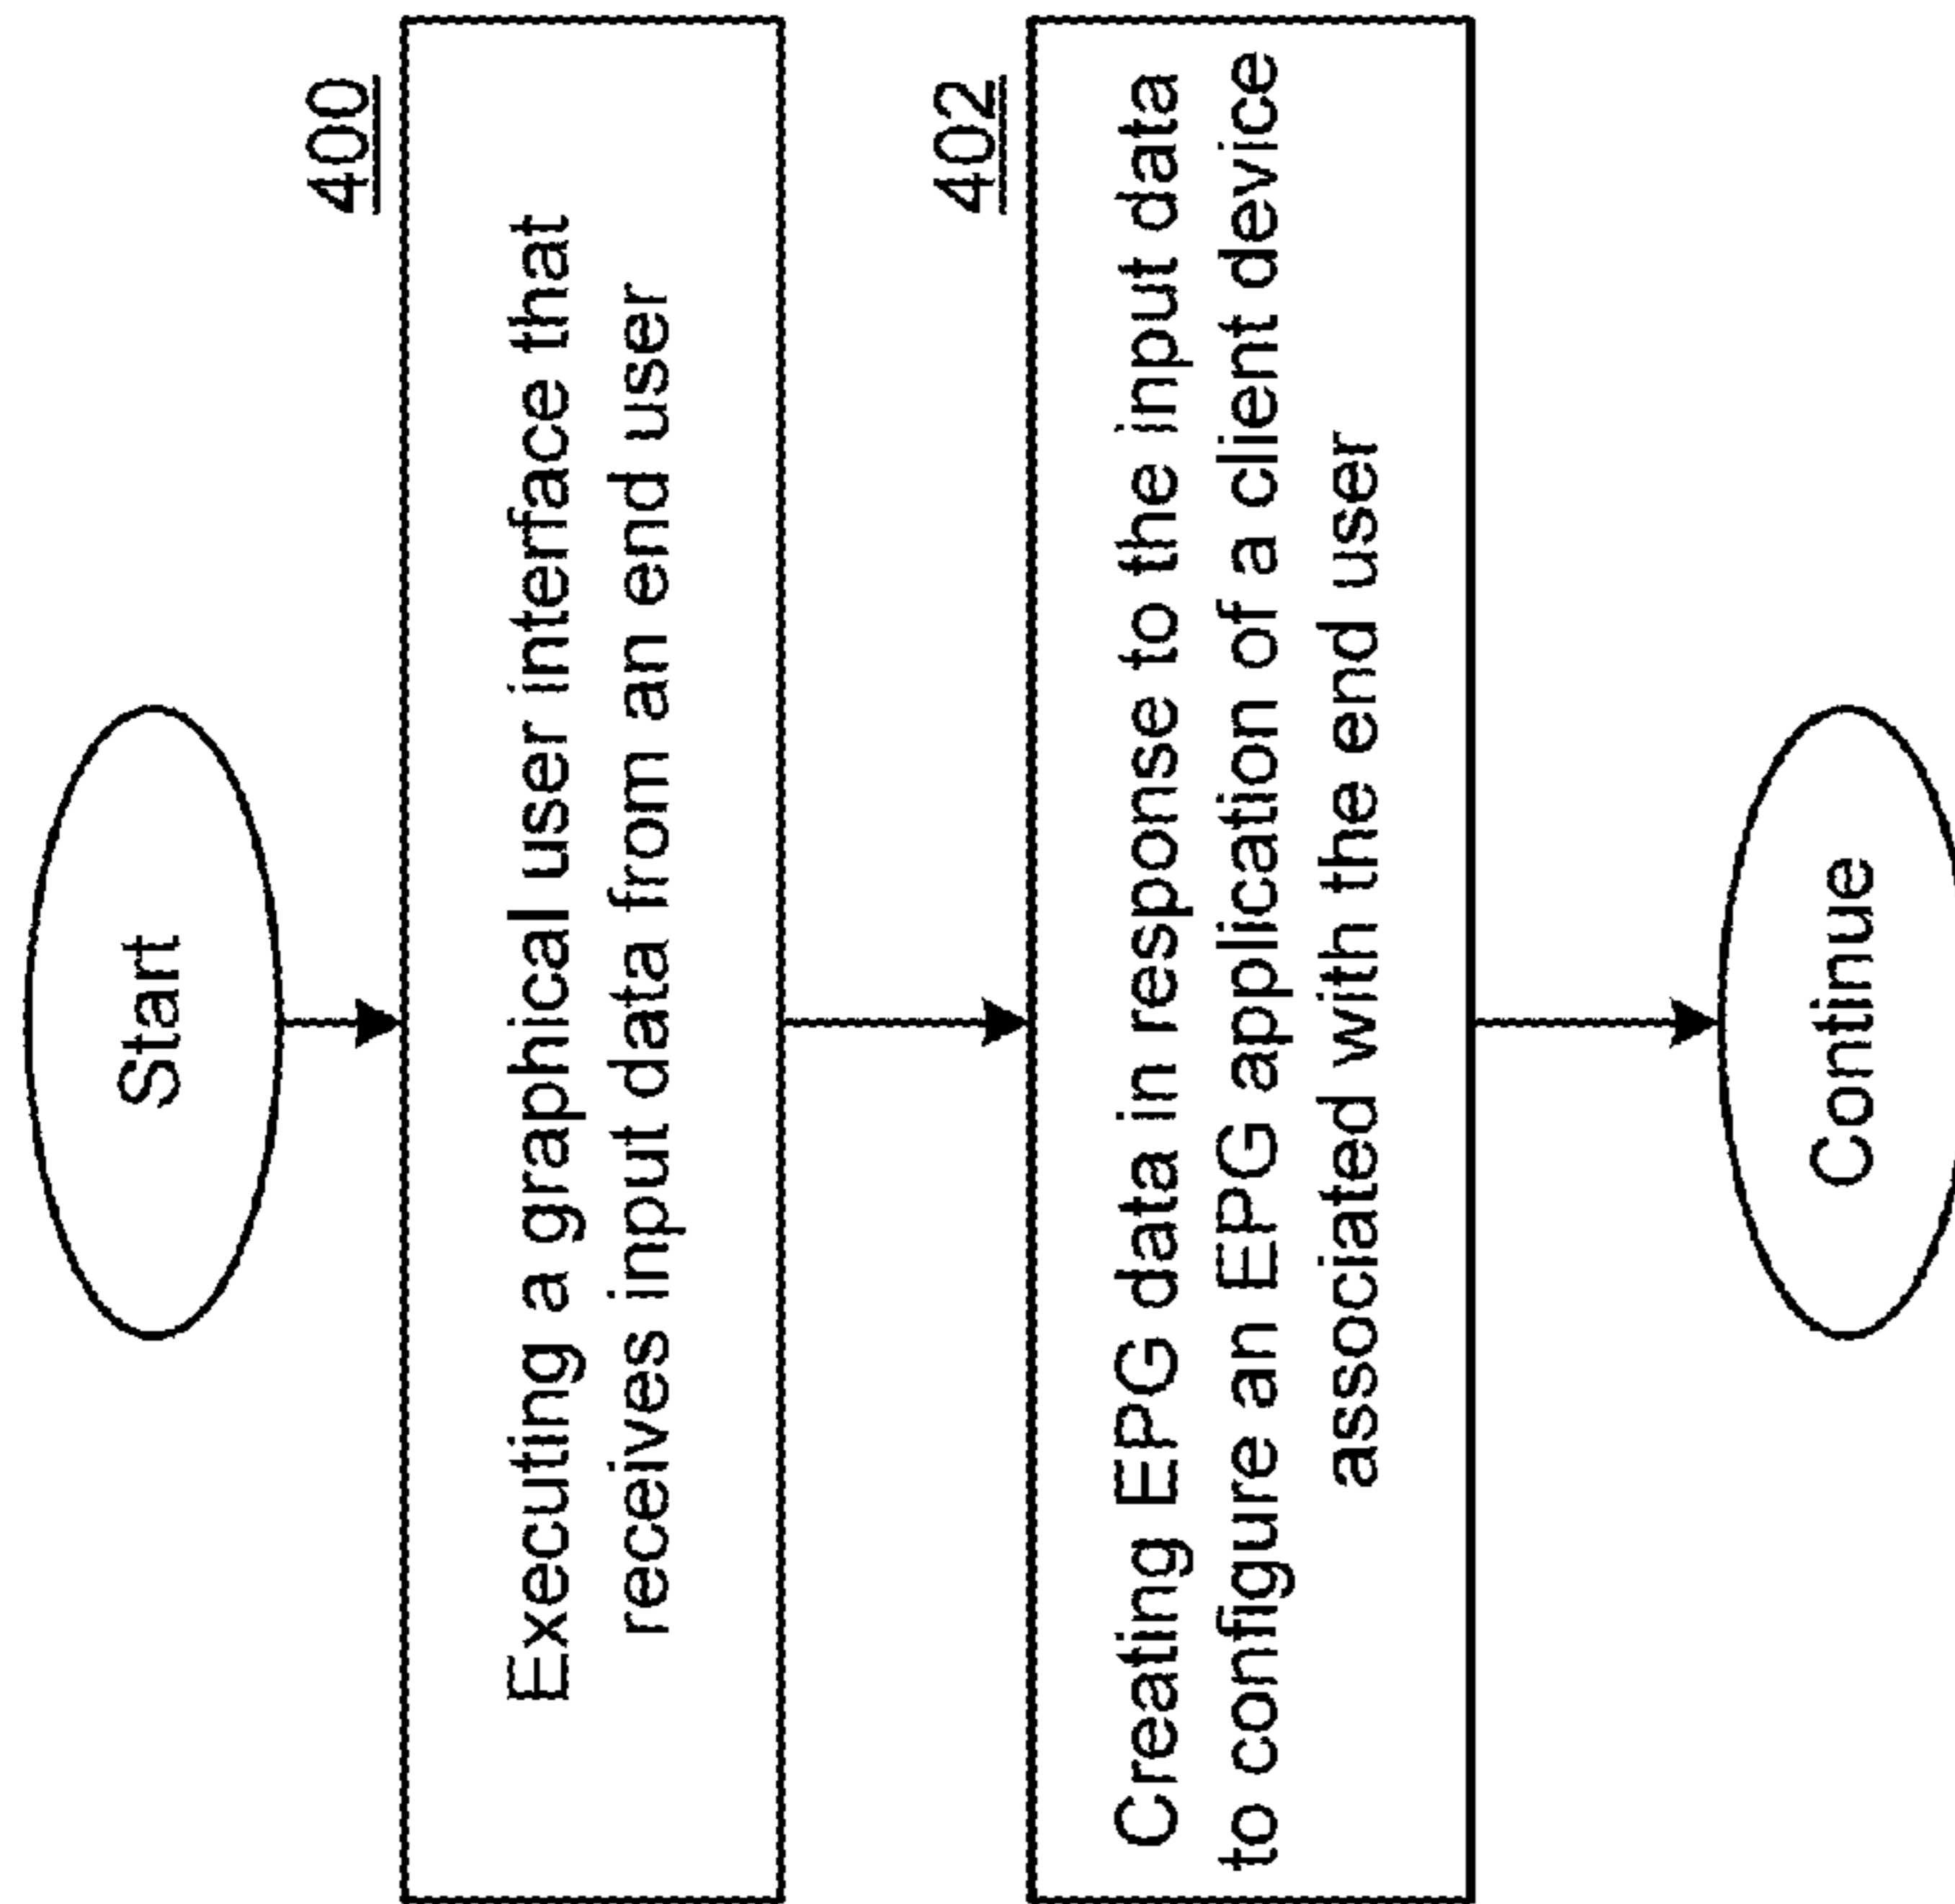 Start
400
Executing a graphical user interface that
receives input data from an end user
402
Creating EPG data in response to the input data
to configure an EPG application of a client device
associated with the end user
Continue